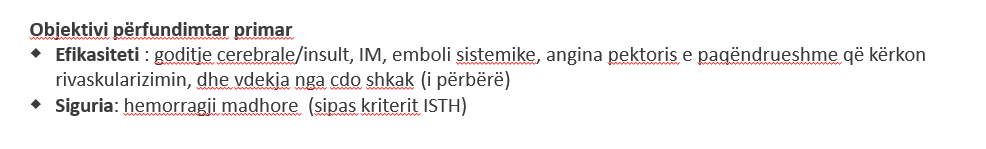 Objektivi përfundimtar primar
❖ Efikasiteti : goditje cerebrale/insult, IM, emboli sistemike, angina pektoris e paqëndrueshme që kërkon
rivaskularizimin, dhe vdekja nga cdo shkak (i përbërë)
❖ Siguria: hemorragji madhore (sipas kriterit ISTH)